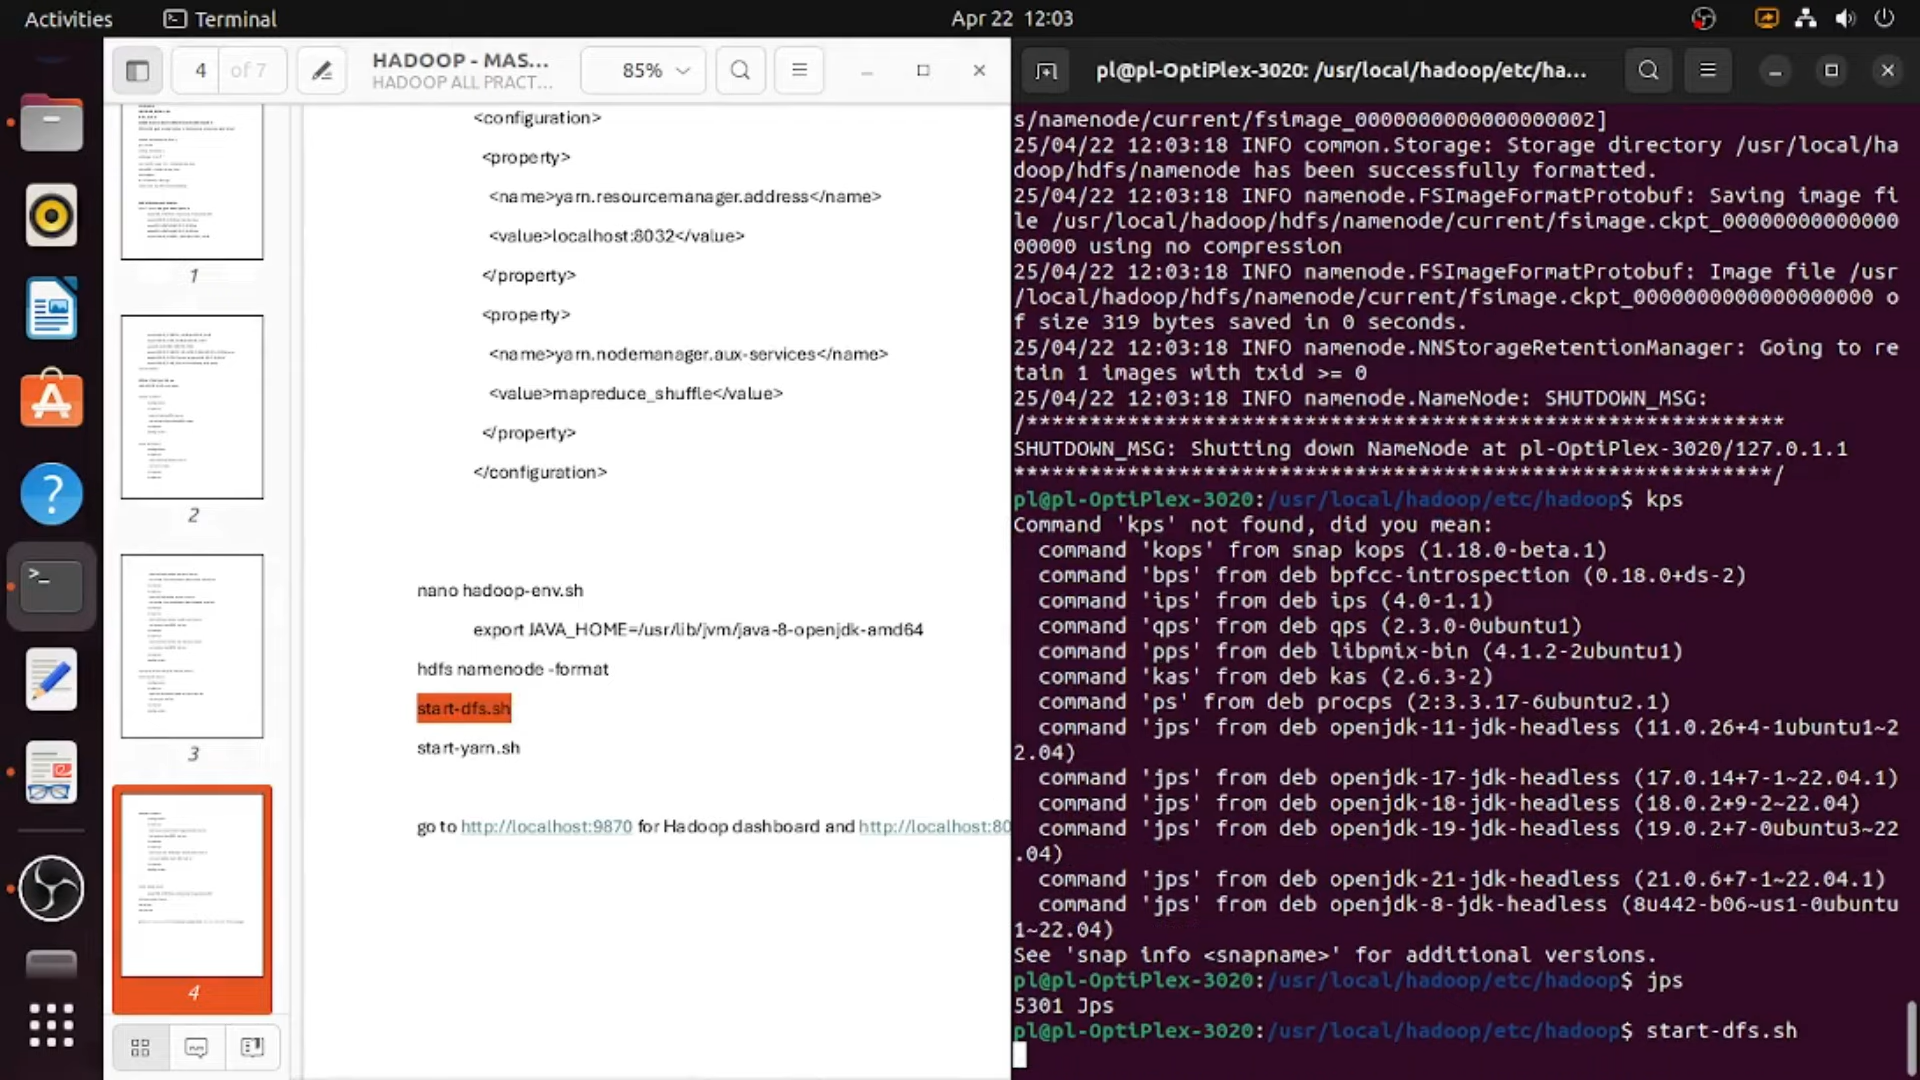 Activities
Terminal
Apr 22 12:03
4 of 7
HADOOP - MAS...
HADOOP ALL PRACT...
85%
1
2
3
4
<configuration>
<property>
<name>yarn.resourcemanager.address</name>
<value>localhost:8032</value>
</property>
<property>
<name>yarn.nodemanager.aux-services</name>
<value>mapreduce_shuffle</value>
</property>
</configuration>
nano hadoop-env.sh
export JAVA_HOME=/usr/lib/jvm/java-8-openjdk-amd64
hdfs namenode -format
start-dfs.sh
start-yarn.sh
go to http://localhost:9870 for Hadoop dashboard and http://localhost:80
pl@pl-OptiPlex-3020: /usr/local/hadoop/etc/ha...
s/namenode/current/fsimage_0000000000000000002]
25/04/22 12:03:18 INFO common.Storage: Storage directory /usr/local/ha
doop/hdfs/namenode has been successfully formatted.
25/04/22 12:03:18 INFO namenode.FSImageFormatProtobuf: Saving image fi
le /usr/local/hadoop/hdfs/namenode/current/fsimage.ckpt_00000000000000
00000 using no compression
25/04/22 12:03:18 INFO namenode.FSImageFormatProtobuf: Image file /usr
/local/hadoop/hdfs/namenode/current/fsimage.ckpt_0000000000000000000 o
f size 319 bytes saved in 0 seconds.
25/04/22 12:03:18 INFO namenode.NNStorageRetentionManager: Going to re
tain 1 images with txid >= 0
25/04/22 12:03:18 INFO namenode.NameNode: SHUTDOWN_MSG:
/************************************************************
SHUTDOWN_MSG: Shutting down NameNode at pl-OptiPlex-3020/127.0.1.1
************************************************************/
pl@pl-OptiPlex-3020:/usr/local/hadoop/etc/hadoop$ kps
Command 'kps' not found, did you mean:
command 'kops' from snap kops (1.18.0-beta.1)
command 'bps' from deb bpfcc-introspection (0.18.0+ds-2)
command 'ips' from deb ips (4.0-1.1)
command 'qps' from deb qps (2.3.0-0ubuntu1)
command 'pps' from deb libpmix-bin (4.1.2-2ubuntu1)
command 'kas' from deb kas (2.6.3-2)
command 'ps' from deb procps (2:3.3.17-6ubuntu2.1)
command 'jps' from deb openjdk-11-jdk-headless (11.0.26+4-1ubuntu1~2
2.04)
command 'jps' from deb openjdk-17-jdk-headless (17.0.14+7-1~22.04.1)
command 'jps' from deb openjdk-18-jdk-headless (18.0.2+9-2~22.04)
command 'jps' from deb openjdk-19-jdk-headless (19.0.2+7-0ubuntu3~22
.04)
command 'jps' from deb openjdk-21-jdk-headless (21.0.6+7-1~22.04.1)
command 'jps' from deb openjdk-8-jdk-headless (8u442-b06~us1-0ubuntu
1~22.04)
See 'snap info <snapname>' for additional versions.
pl@pl-OptiPlex-3020:/usr/local/hadoop/etc/hadoop$ jps
5301 Jps
pl@pl-OptiPlex-3020:/usr/local/hadoop/etc/hadoop$ start-dfs.sh